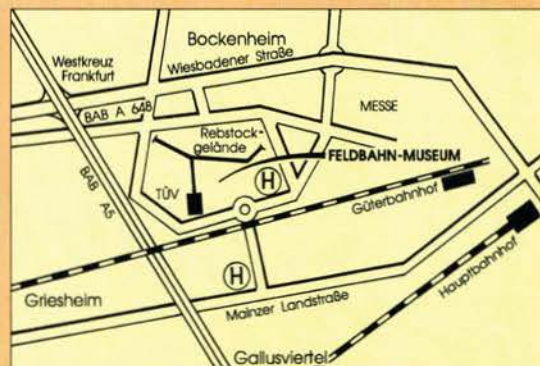 Bockenheim
Wiesbadener Straße
Westkreuz
Frankfurt
BAB A 648
MESSE
Rebstock-
gelände
FELDBAHN-MUSEUM
TÜV
H
BAB A5
Güterbahnhof
Hauptbahnhof
H
Griesheim
Mainzer Landstraße
Gallusviertel